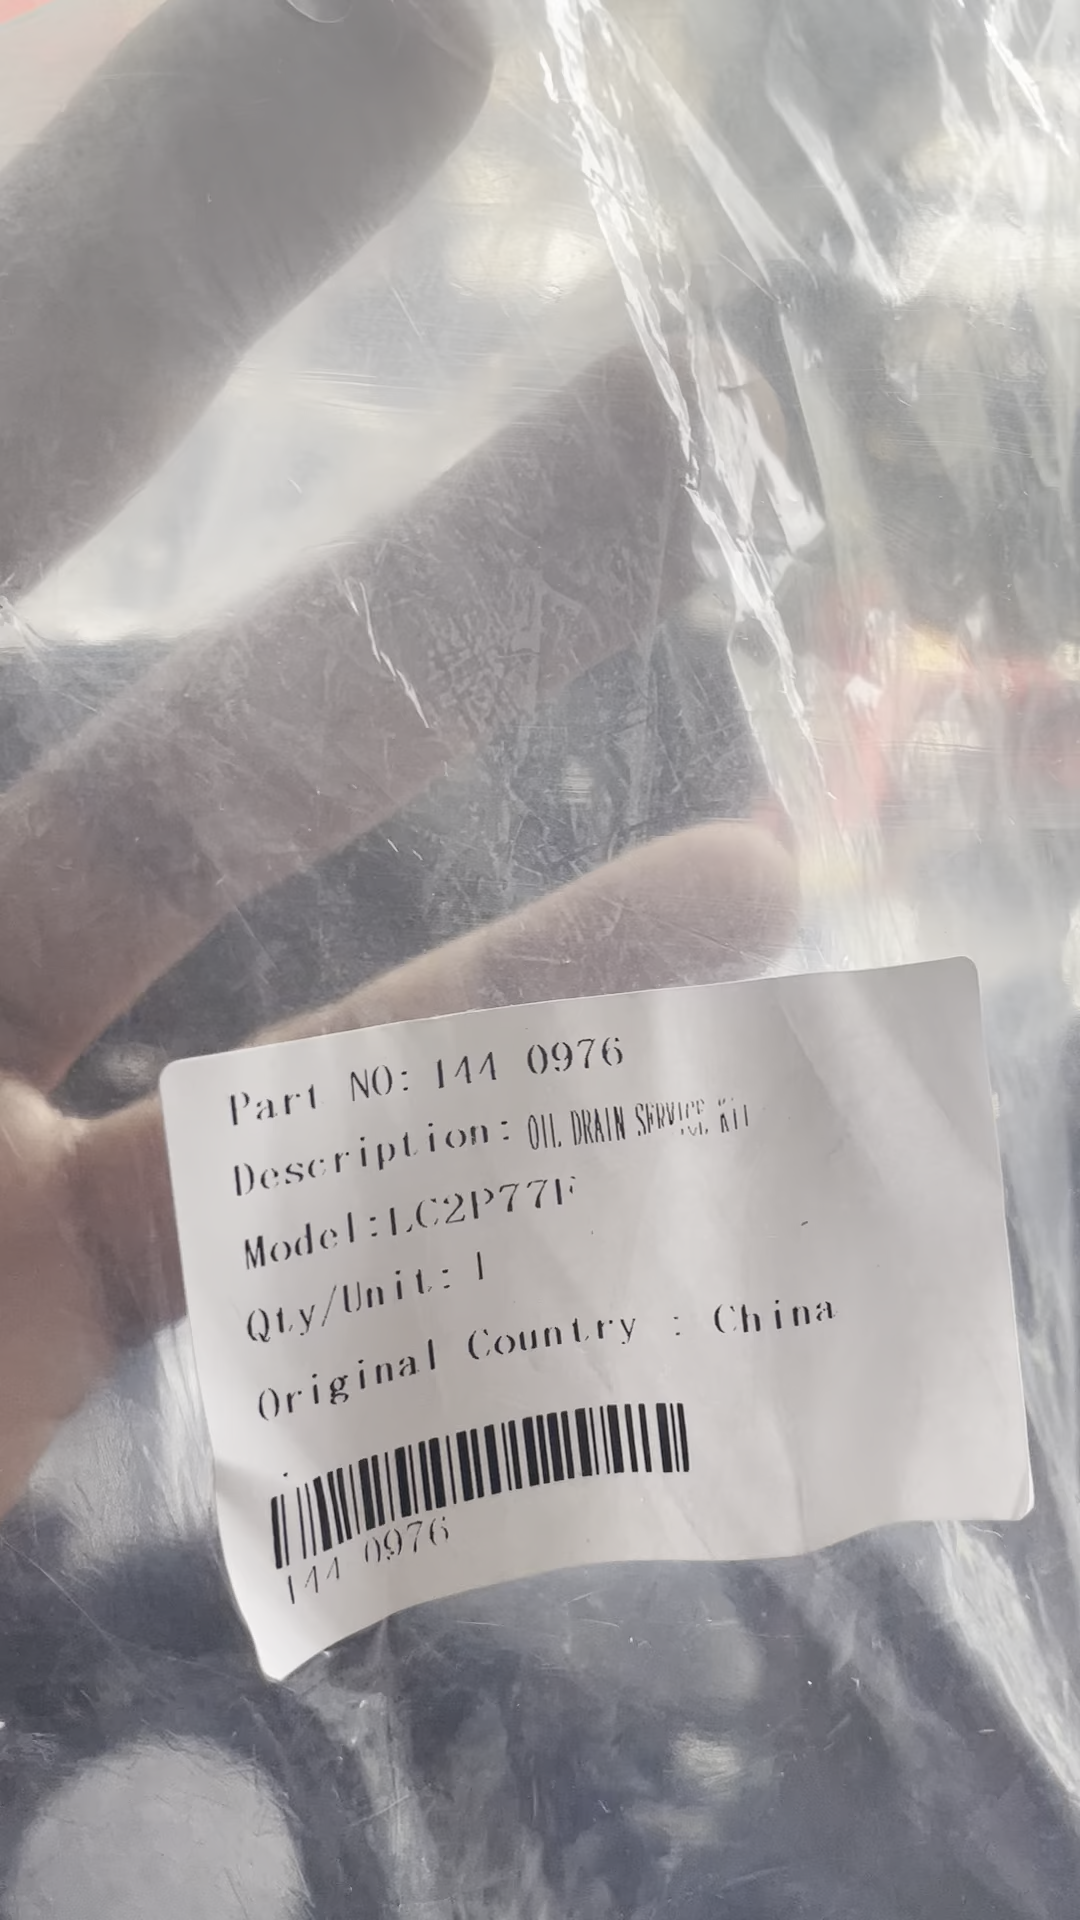 Part NO: 144 0976
Description: OIL DRAIN SERVICE KIT
Model:LC2P77F
Qty/Unit: 1
Original Country : China
144 0976